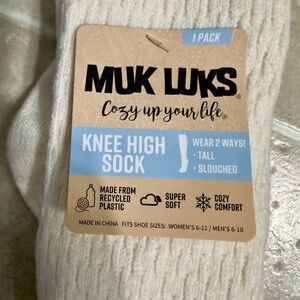 1 PACK
MUK LUKS®
Cozy up your life®
KNEE HIGH
SOCK
WEAR 2 WAYS!
· TALL
· SLOUCHED
MADE FROM
RECYCLED
PLASTIC
SUPER
SOFT
COZY
COMFORT
MADE IN CHINA FITS SHOE SIZES: WOMEN'S 6-11 / MEN'S 6-10